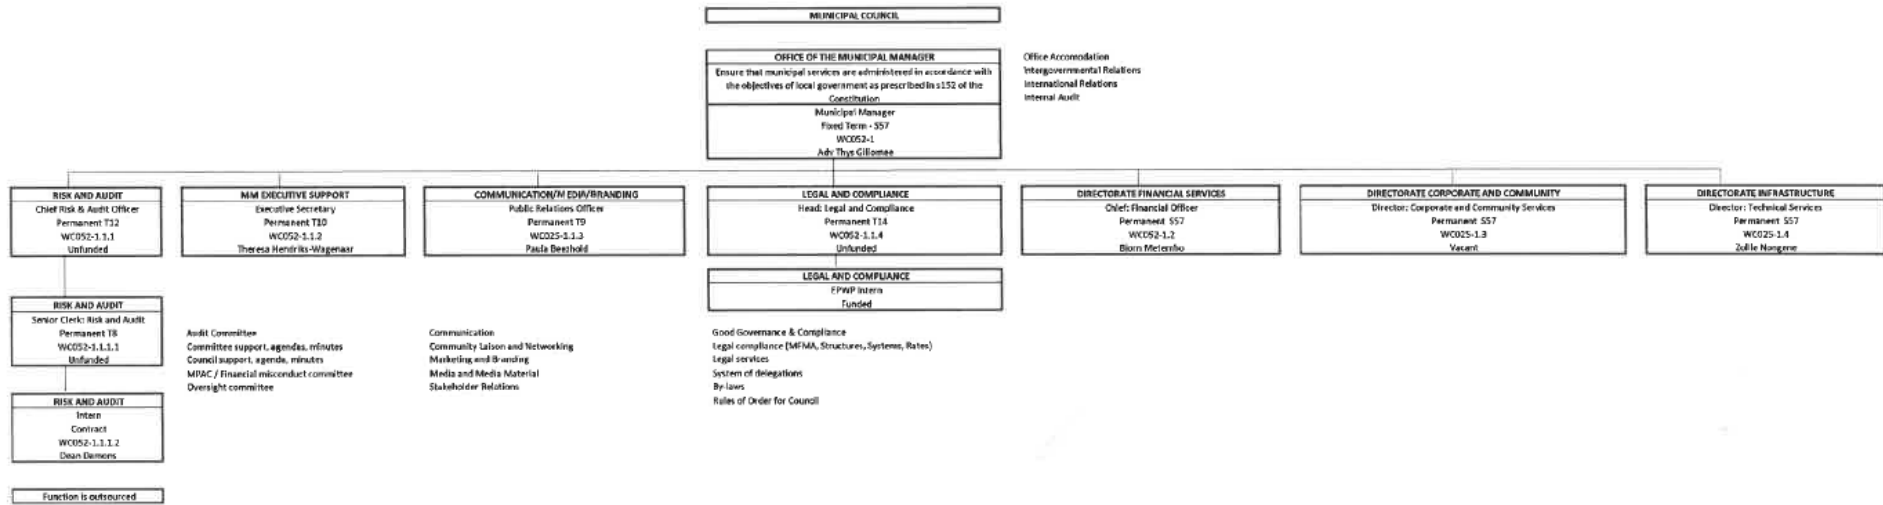 MUNICIPAL COUNCIL
OFFICE OF THE MUNICIPAL MANAGER
Ensure that municipal services are administered in accordance with
the objectives of local government as prescribed in s152 of the
Constitution
Municipal Manager
Fixed Term - S57
WC052-1
Adv Thys Giliomee
Office Accomodation
Intergovernmental Relations
International Relations
Internal Audit
RISK AND AUDIT
Chief Risk & Audit Officer
Permanent T12
WC052-1.1.1
Unfunded
MM EXECUTIVE SUPPORT
Executive Secretary
Permanent T10
WC052-1.1.2
Theresa Hendriks-Wagenaar
COMMUNICATION/MEDIA/BRANDING
Public Relations Officer
Permanent T9
WC025-1.1.3
Paula Beezhold
LEGAL AND COMPLIANCE
Head: Legal and Compliance
Permanent T14
WC052-1.1.4
Unfunded
DIRECTORATE FINANCIAL SERVICES
Chief: Financial Officer
Permanent S57
WC052-1.2
Biorn Metembo
DIRECTORATE CORPORATE AND COMMUNITY
Director: Corporate and Community Services
Permanent S57
WC025-1.3
Vacant
DIRECTORATE INFRASTRUCTURE
Director: Technical Services
Permanent S57
WC025-1.4
Zolile Nongene
LEGAL AND COMPLIANCE
EPWP Intern
Funded
RISK AND AUDIT
Senior Clerk: Risk and Audit
Permanent T8
WC052-1.1.1.1
Unfunded
Audit Committee
Committee support, agendas, minutes
Council support, agenda, minutes
MPAC / Financial misconduct committee
Oversight committee
Communication
Community Laison and Networking
Marketing and Branding
Media and Media Material
Stakeholder Relations
Good Governance & Compliance
Legal compliance (MFMA, Structures, Systems, Rates)
Legal services
System of delegations
By-laws
Rules of Order for Council
RISK AND AUDIT
Intern
Contract
WC052-1.1.1.2
Dean Damons
Function is outsourced